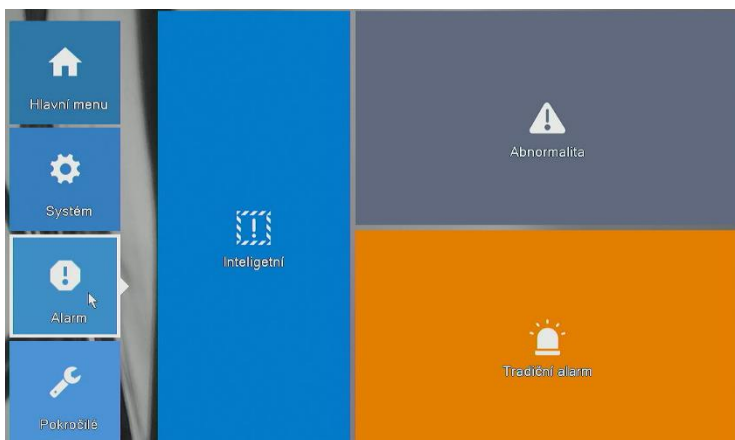 Hlavní menu
Systém
Alarm
Pokročilé
Inteligetní
Abnormalita
Tradiční alarm